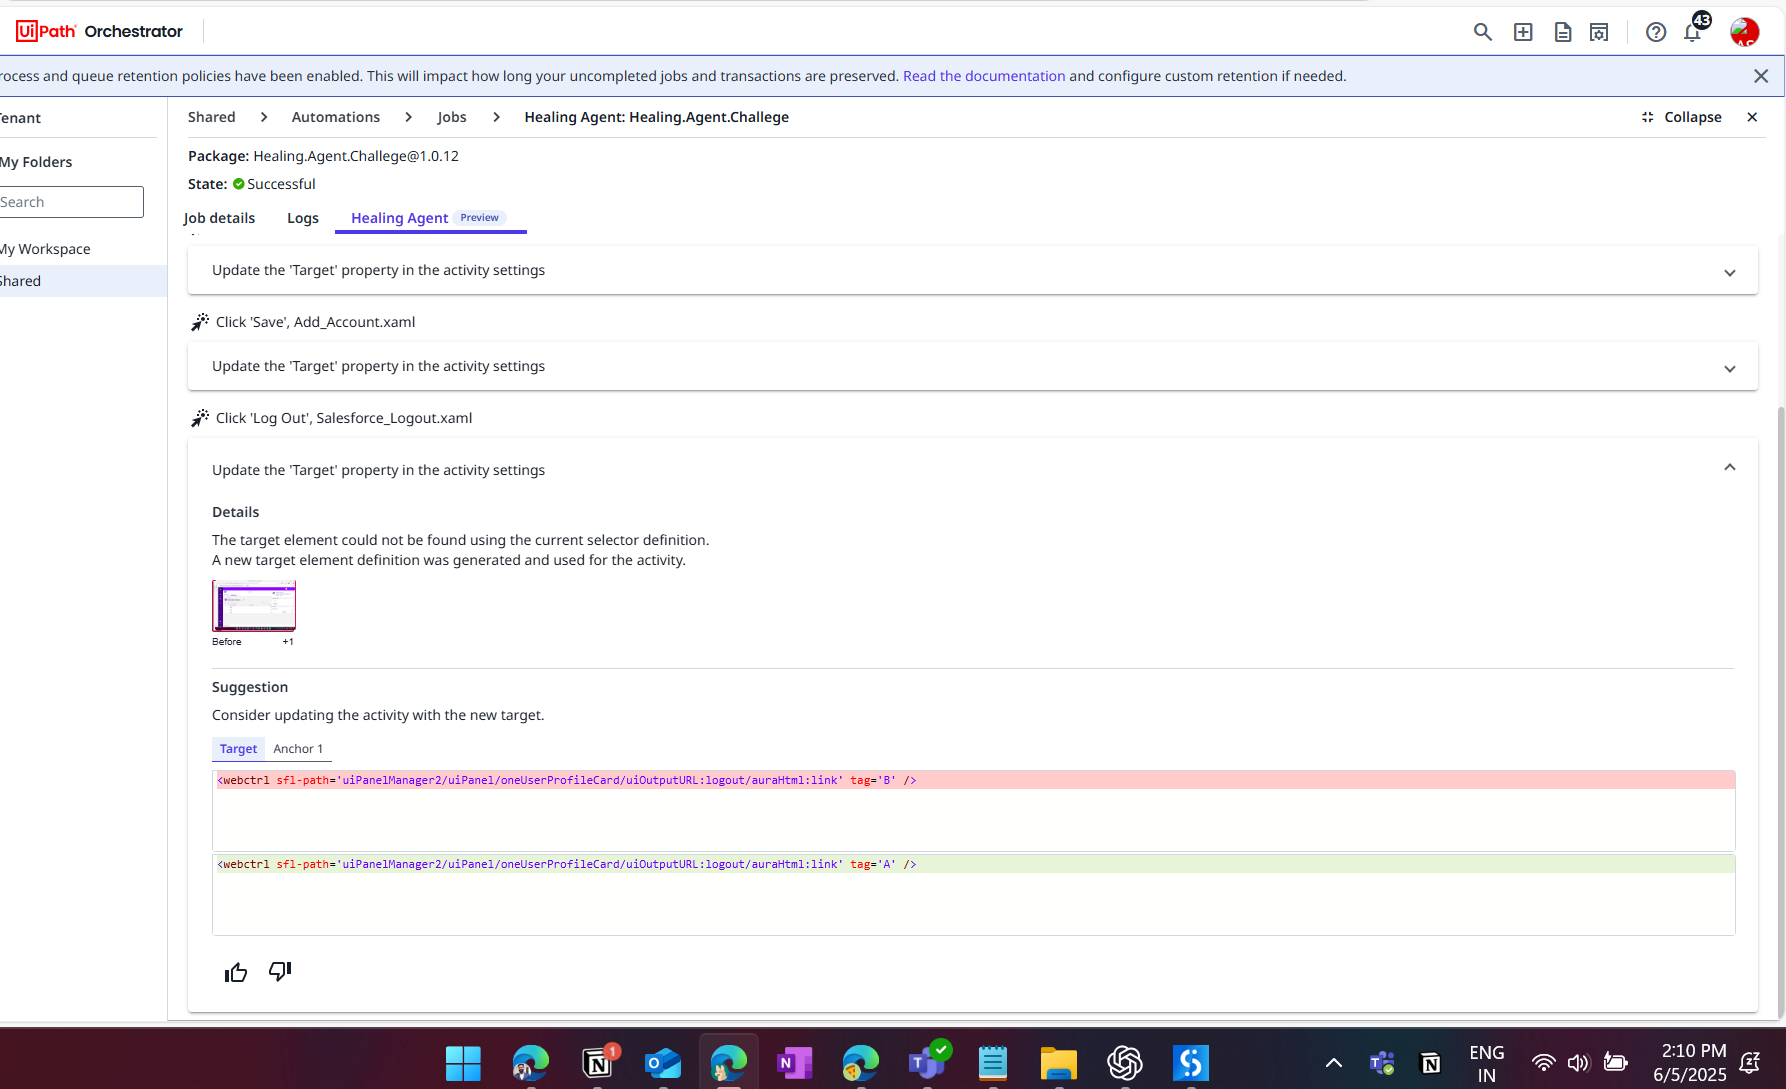 UiPath Orchestrator
43
rocess and queue retention policies have been enabled. This will impact how long your uncompleted jobs and transactions are preserved. Read the documentation and configure custom retention if needed.
Tenant
Shared > Automations > Jobs > Healing Agent: Healing.Agent.Challege
Collapse
Package: Healing.Agent.Challege@1.0.12
My Folders
State: Successful
Search
Job details Logs Healing Agent Preview
My Workspace
Shared
Update the 'Target' property in the activity settings
Click 'Save', Add_Account.xaml
Update the 'Target' property in the activity settings
Click 'Log Out', Salesforce_Logout.xaml
Update the 'Target' property in the activity settings
Details
The target element could not be found using the current selector definition.
A new target element definition was generated and used for the activity.
Before +1
Suggestion
Consider updating the activity with the new target.
Target Anchor 1
<webctrl sfl-path='uiPanelManager2/uiPanel/oneUserProfileCard/uiOutputURL:logout/auraHtml:link' tag='B' />
<webctrl sfl-path='uiPanelManager2/uiPanel/oneUserProfileCard/uiOutputURL:logout/auraHtml:link' tag='A' />
1
ENG
IN
2:10 PM
6/5/2025